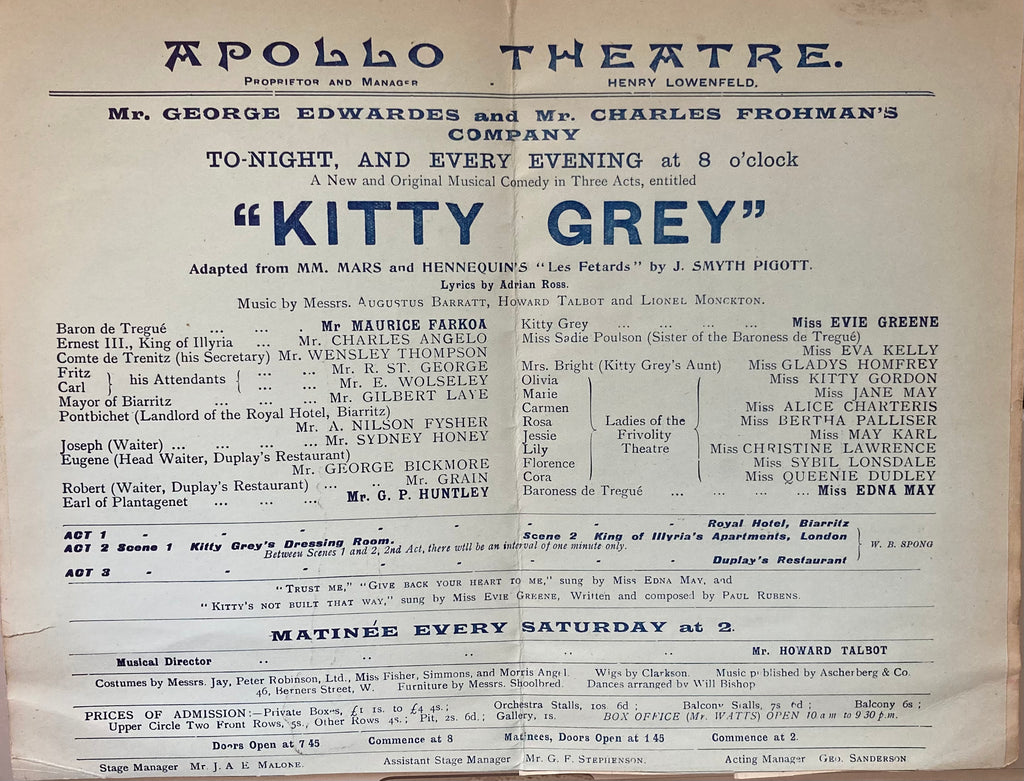 APOLLO THEATRE.
PROPRIETOR AND MANAGER - HENRY LOWENFELD.
Mr. GEORGE EDWARDES and Mr. CHARLES FROHMAN'S
COMPANY
TO-NIGHT, AND EVERY EVENING at 8 o'clock
A New and Original Musical Comedy in Three Acts, entitled
"KITTY GREY"
Adapted from MM. MARS and HENNEQUIN'S "Les Fetards" by J. SMYTH PIGOTT.
Lyrics by Adrian Ross.
Music by Messrs. AUGUSTUS BARRATT, HOWARD TALBOT and LIONEL MONCKTON.
Baron de Tregué ... ... . Mr MAURICE FARKOA
Ernest III., King of Illyria ... Mr. CHARLES ANGELO
Comte de Trenitz (his Secretary) Mr. WENSLEY THOMPSON
Fritz } his Attendants { ... ... Mr. R. ST. GEORGE
Carl ... ... Mr. E. WOLSELEY
Mayor of Biarritz ... ... ... Mr. GILBERT LAYE
Pontbichet (Landlord of the Royal Hotel, Biarritz)
Mr. A. NILSON FYSHER
Joseph (Waiter) ... ... ... ... Mr. SYDNEY HONEY
Eugene (Head Waiter, Duplay's Restaurant)
Mr. GEORGE BICKMORE
Robert (Waiter, Duplay's Restaurant) ... .. Mr. GRAIN
Earl of Plantagenet ... ... Mr. G. P. HUNTLEY
Kitty Grey ... ... ... ... Miss EVIE GREENE
Miss Sadie Poulson (Sister of the Baroness de Tregué)
Miss EVA KELLY
Mrs. Bright (Kitty Grey's Aunt) Miss GLADYS HOMFREY
Olivia Miss KITTY GORDON
Marie Miss JANE MAY
Carmen Miss ALICE CHARTERIS
Rosa Ladies of the Miss BERTHA PALLISER
Jessie Frivolity Miss MAY KARL
Lily Theatre Miss CHRISTINE LAWRENCE
Florence Miss SYBIL LONSDALE
Cora Miss QUEENIE DUDLEY
Baroness de Tregué ... ... ... ... Miss EDNA MAY
ACT 1 - - - - - - - Royal Hotel, Biarritz
ACT 2 Scene 1 Kitty Grey's Dressing Room. Scene 2 King of Illyria's Apartments, London
Between Scenes 1 and 2, 2nd Act, there will be an interval of one minute only.
W. B. SPONG
ACT 3 - - - - - - - Duplay's Restaurant
"TRUST ME," "GIVE BACK YOUR HEART TO ME," sung by Miss EDNA MAY, and
"KITTY'S NOT BUILT THAT WAY," sung by Miss EVIE GREENE, Written and composed by PAUL RUBENS.
MATINÉE EVERY SATURDAY at 2.
Musical Director .. .. .. .. .. Mr. HOWARD TALBOT
Costumes by Messrs. Jay, Peter Robinson, Ltd., Miss Fisher, Simmons, and Morris Angel. Wigs by Clarkson. Music published by Ascherberg & Co.
46, Berners Street, W. Furniture by Messrs. Shoolbred. Dances arranged by Will Bishop
PRICES OF ADMISSION:—Private Boxes, £1 1s. to £4 4s.; Orchestra Stalls, 10s. 6d; Balcony Stalls, 7s 6d; Balcony 6s;
Upper Circle Two Front Rows, 5s., Other Rows 4s.; Pit, 2s. 6d.; Gallery, 1s. BOX OFFICE (Mr. WATTS) OPEN 10 a m to 9 30 p.m.
Doors Open at 7 45 Commence at 8 Matinees, Doors Open at 1 45 Commence at 2.
Stage Manager Mr. J. A E MALONE. Assistant Stage Manager Mr. G. F. STEPHENSON. Acting Manager GEO. SANDERSON